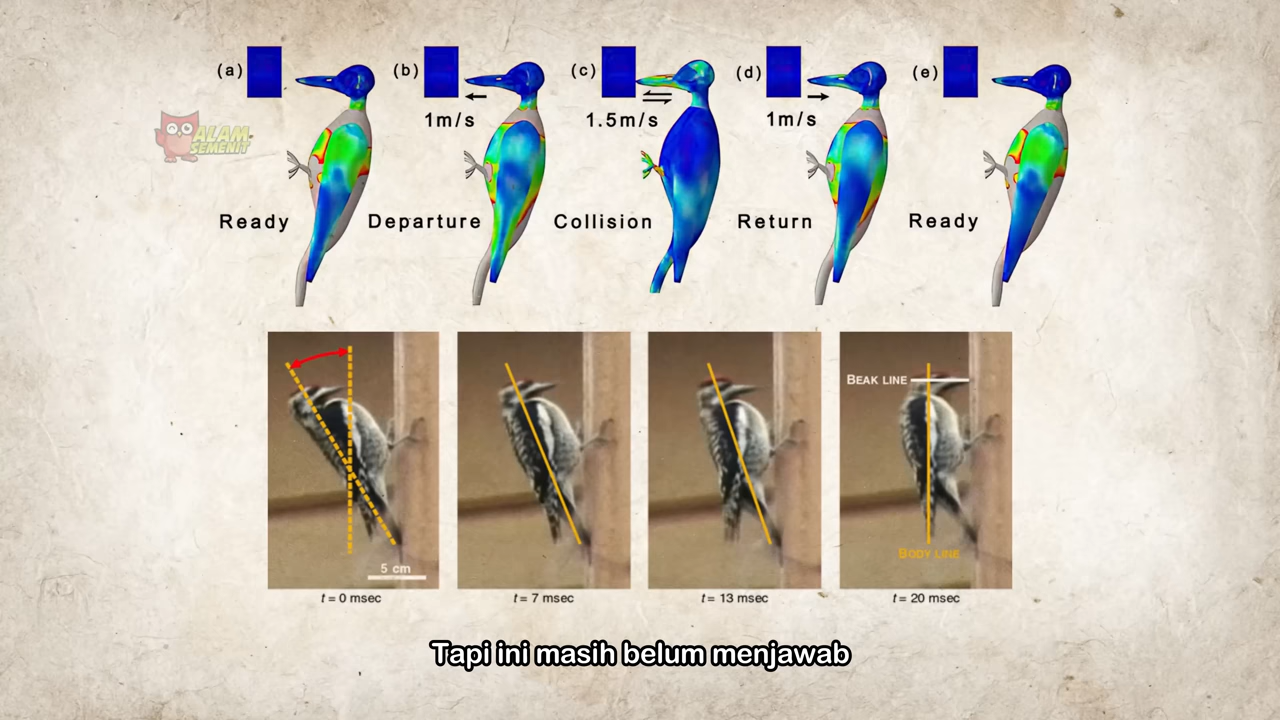 (a) (b) (c) (d) (e)
1m/s 1.5m/s 1m/s
ALAM
SEMENIT
Ready Departure Collision Return Ready
BEAK LINE
BODY LINE
5 cm
t = 0 msec t = 7 msec t = 13 msec t = 20 msec
Tapi ini masih belum menjawab